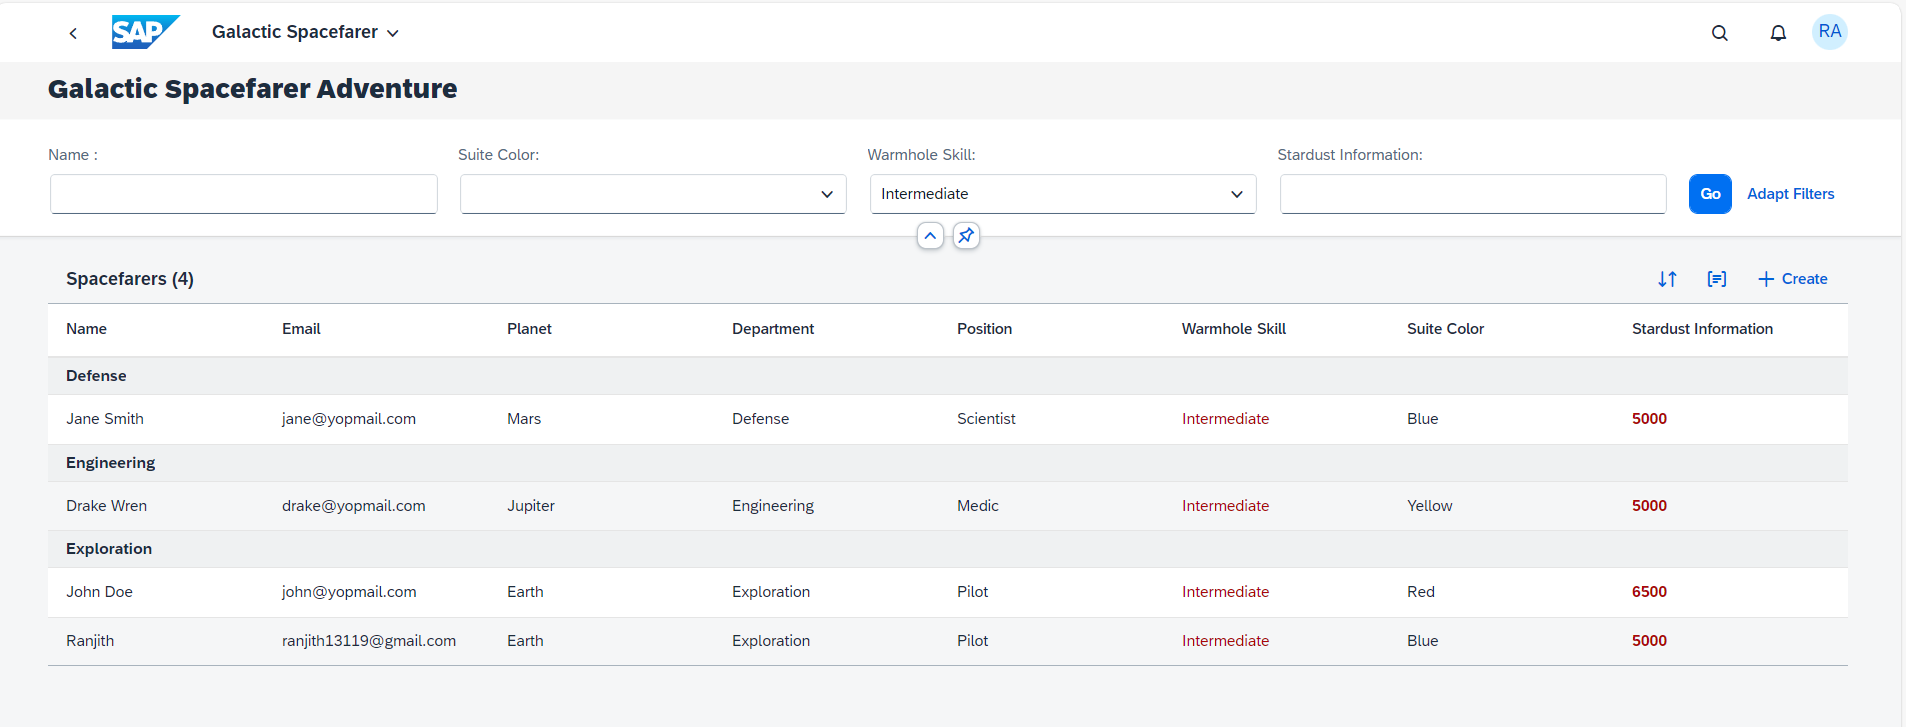 SAP Galactic Spacefarer RA
Galactic Spacefarer Adventure
Name : Suite Color: Warmhole Skill: Stardust Information:
Intermediate Go Adapt Filters
Spacefarers (4) Create
Name Email Planet Department Position Warmhole Skill Suite Color Stardust Information
Defense
Jane Smith jane@yopmail.com Mars Defense Scientist Intermediate Blue 5000
Engineering
Drake Wren drake@yopmail.com Jupiter Engineering Medic Intermediate Yellow 5000
Exploration
John Doe john@yopmail.com Earth Exploration Pilot Intermediate Red 6500
Ranjith ranjith13119@gmail.com Earth Exploration Pilot Intermediate Blue 5000